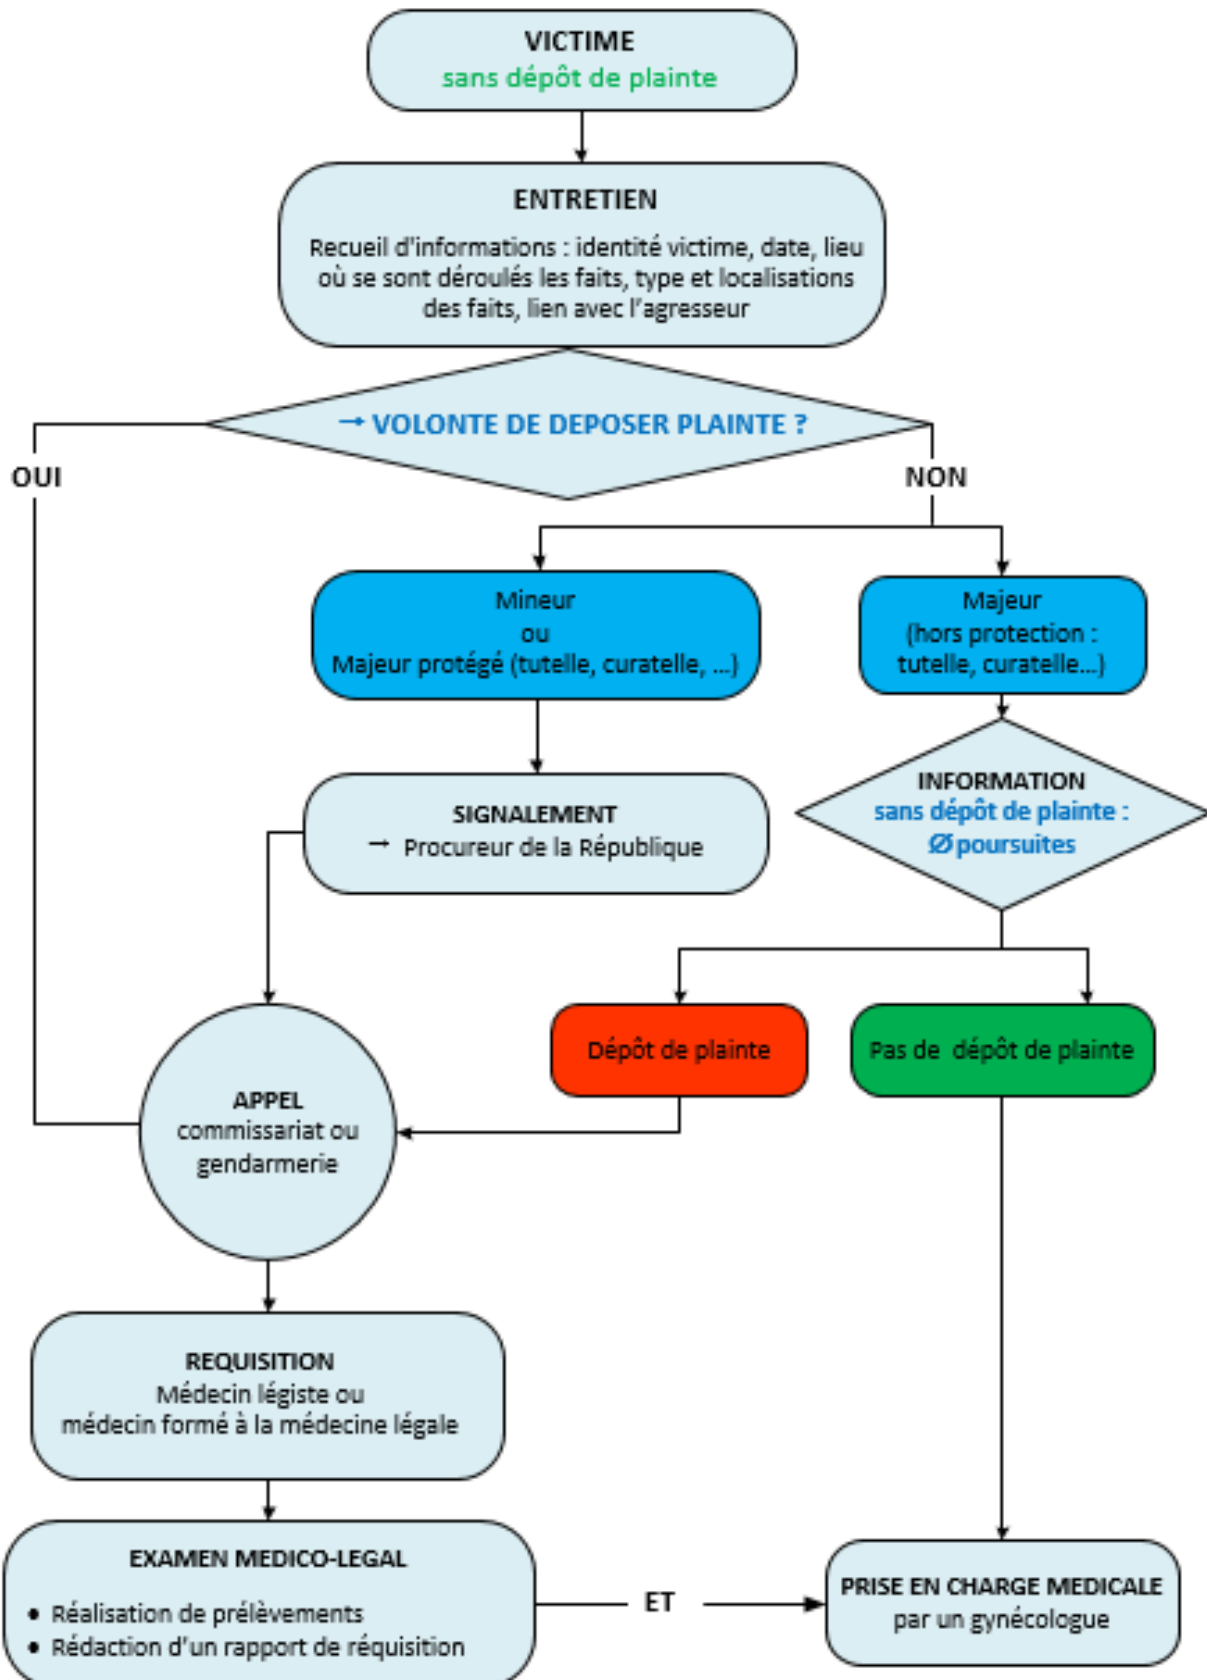 VICTIME
sans dépôt de plainte
ENTRETIEN
Recueil d'informations : identité victime, date, lieu
où se sont déroulés les faits, type et localisations
des faits, lien avec l'agresseur
→ VOLONTE DE DEPOSER PLAINTE ?
OUI
NON
Mineur
ou
Majeur protégé (tutelle, curatelle, ...)
Majeur
(hors protection :
tutelle, curatelle...)
SIGNALEMENT
→ Procureur de la République
INFORMATION
sans dépôt de plainte :
Ø poursuites
Dépôt de plainte
Pas de dépôt de plainte
APPEL
commissariat ou
gendarmerie
REQUISITION
Médecin légiste ou
médecin formé à la médecine légale
EXAMEN MEDICO-LEGAL
• Réalisation de prélèvements
• Rédaction d'un rapport de réquisition
ET
PRISE EN CHARGE MEDICALE
par un gynécologue